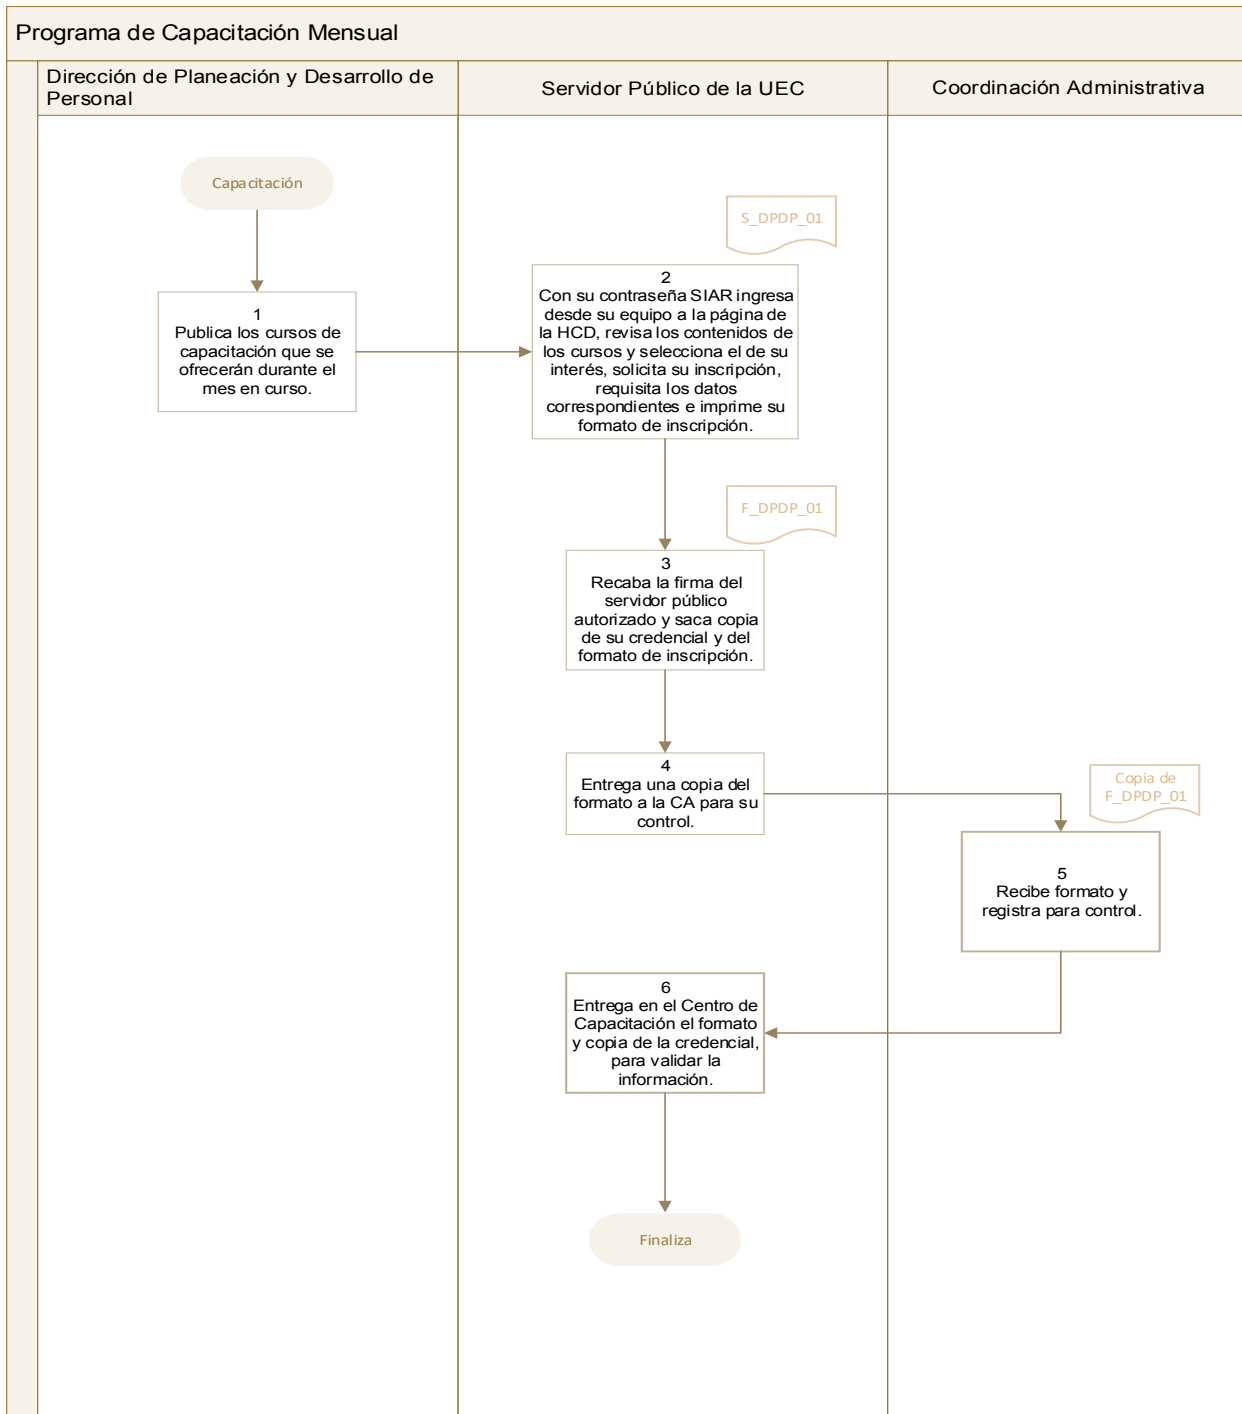 Programa de Capacitación Mensual
Dirección de Planeación y Desarrollo de
Personal
Servidor Público de la UEC
Coordinación Administrativa
Capacitación
1
Publica los cursos de
capacitación que se
ofrecerán durante el
mes en curso.
S_DPDP_01
2
Con su contraseña SIAR ingresa
desde su equipo a la página de
la HCD, revisa los contenidos de
los cursos y selecciona el de su
interés, solicita su inscripción,
requisita los datos
correspondientes e imprime su
formato de inscripción.
F_DPDP_01
3
Recaba la firma del
servidor público
autorizado y saca copia
de su credencial y del
formato de inscripción.
4
Entrega una copia del
formato a la CA para su
control.
Copia de
F_DPDP_01
5
Recibe formato y
registra para control.
6
Entrega en el Centro de
Capacitación el formato
y copia de la credencial,
para validar la
información.
Finaliza